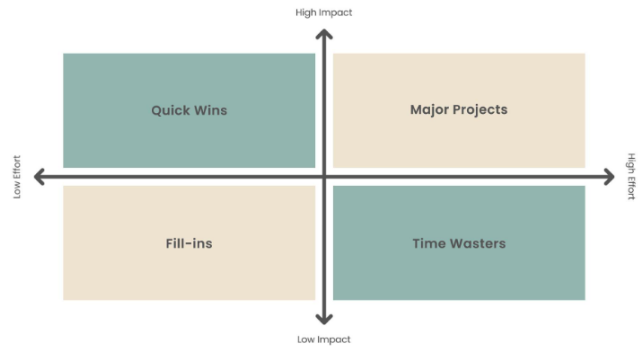 High Impact
Quick Wins
Major Projects
Low Effort
High Effort
Fill-ins
Time Wasters
Low Impact